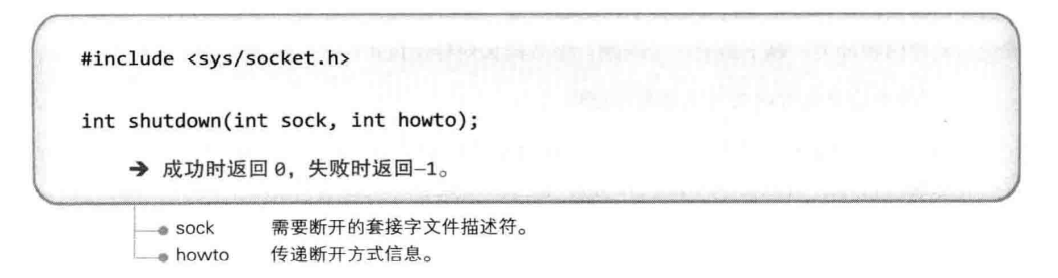 #include <sys/socket.h>
int shutdown(int sock, int howto);
➔ 成功时返回 0，失败时返回–1。
sock 需要断开的套接字文件描述符。
howto 传递断开方式信息。